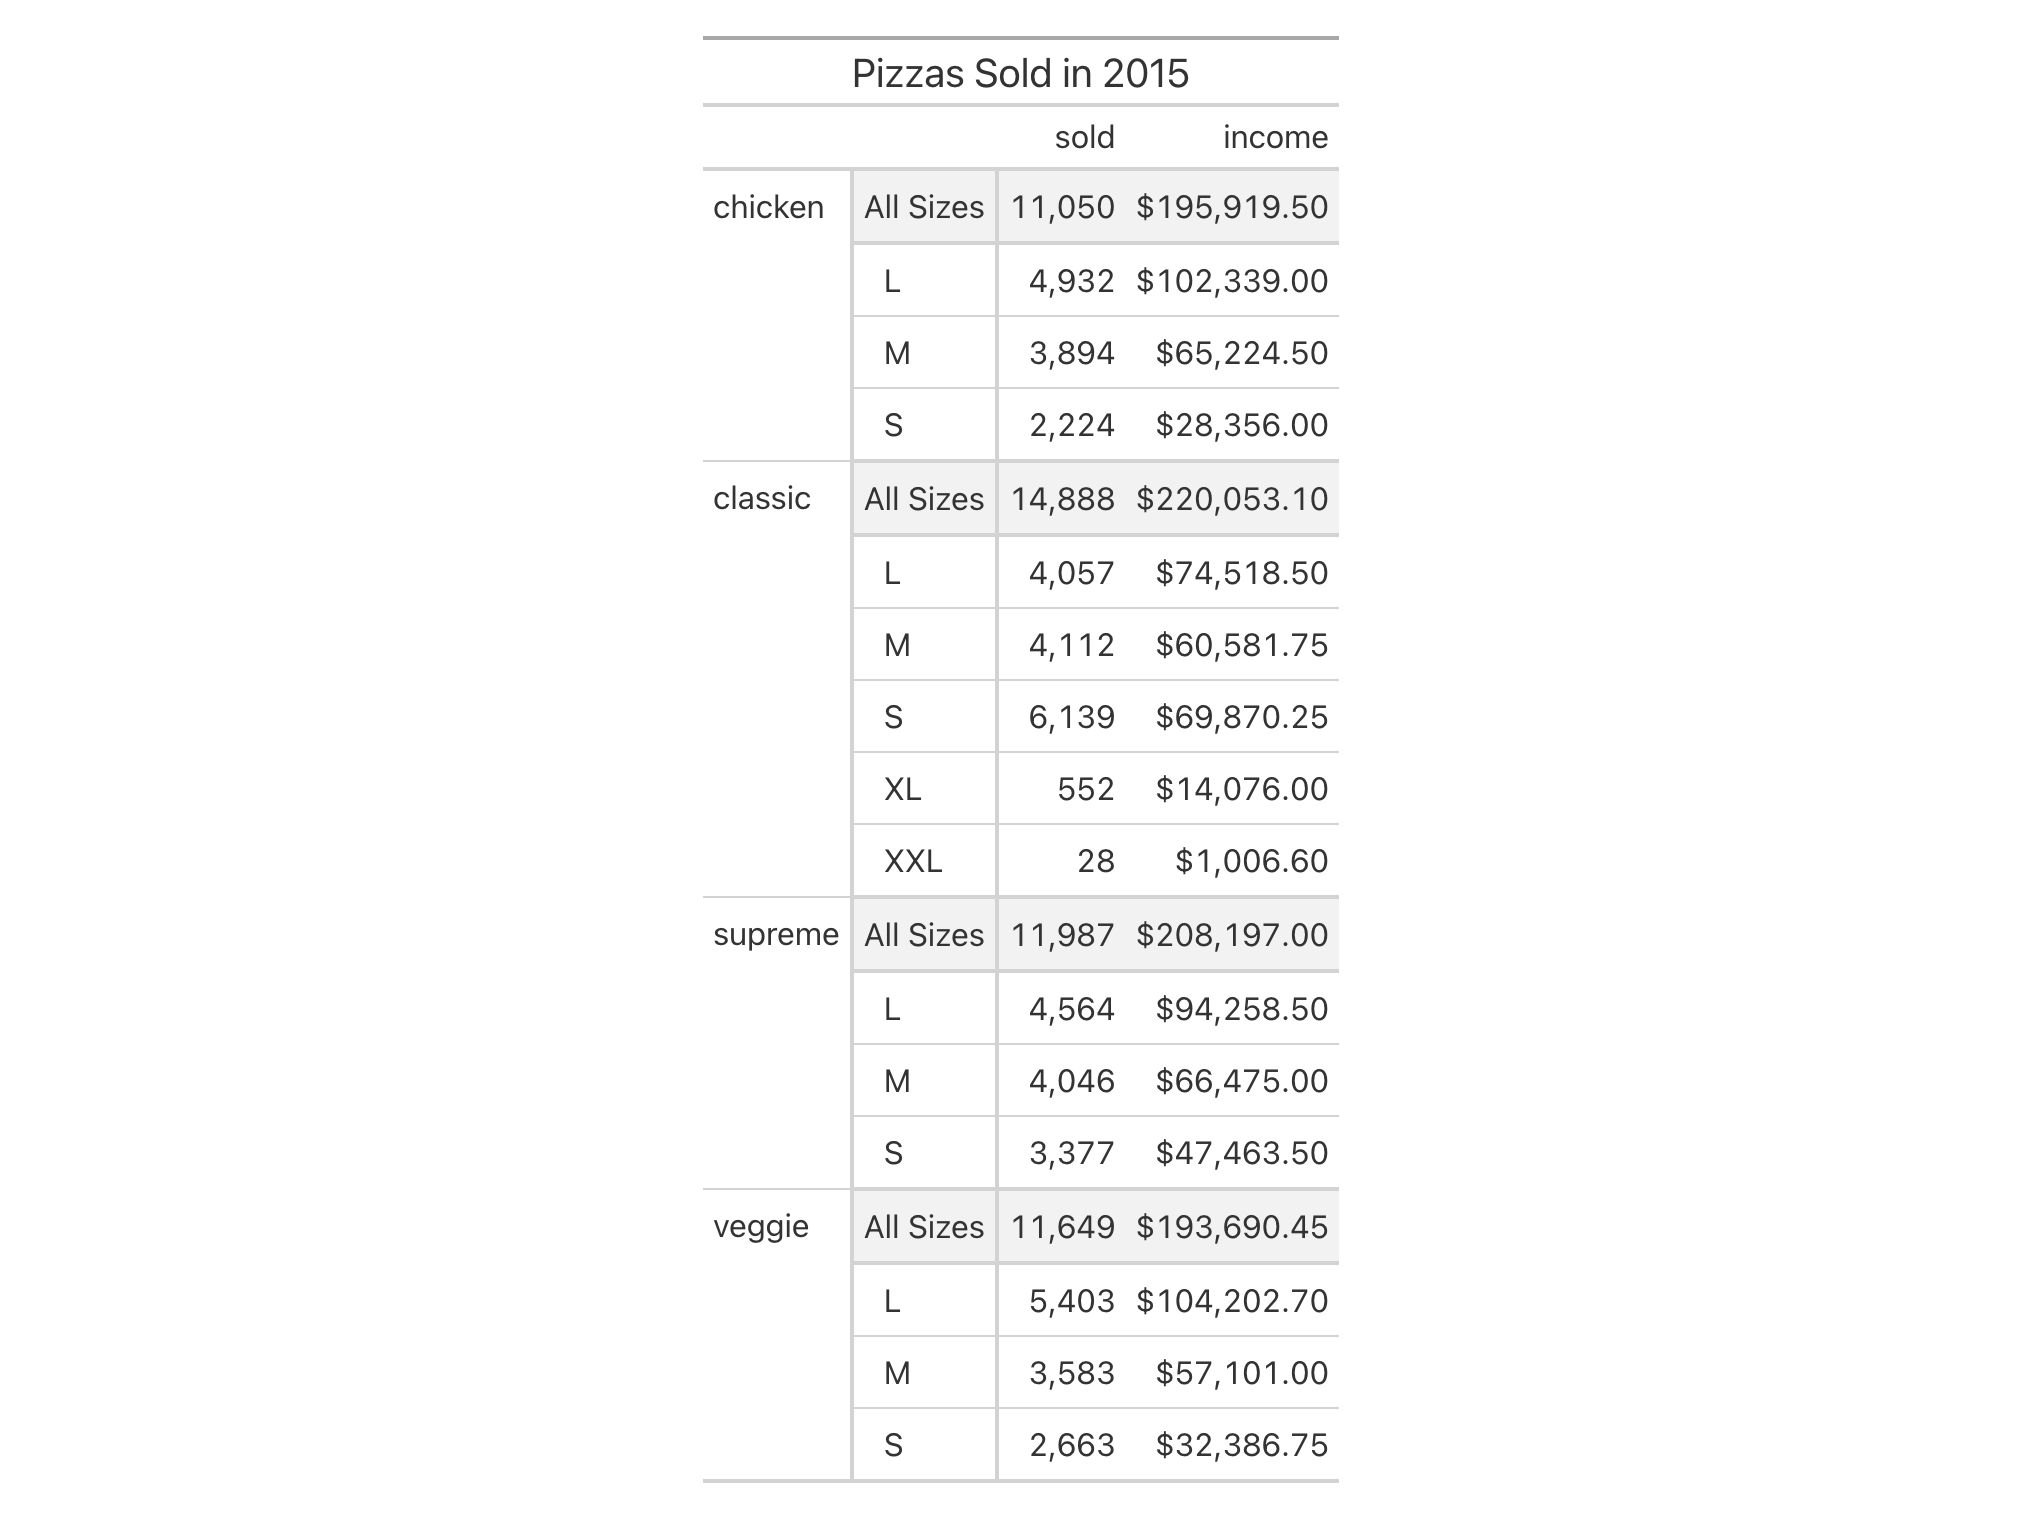 Pizzas Sold in 2015
sold income
chicken All Sizes 11,050 $195,919.50
L 4,932 $102,339.00
M 3,894 $65,224.50
S 2,224 $28,356.00
classic All Sizes 14,888 $220,053.10
L 4,057 $74,518.50
M 4,112 $60,581.75
S 6,139 $69,870.25
XL 552 $14,076.00
XXL 28 $1,006.60
supreme All Sizes 11,987 $208,197.00
L 4,564 $94,258.50
M 4,046 $66,475.00
S 3,377 $47,463.50
veggie All Sizes 11,649 $193,690.45
L 5,403 $104,202.70
M 3,583 $57,101.00
S 2,663 $32,386.75